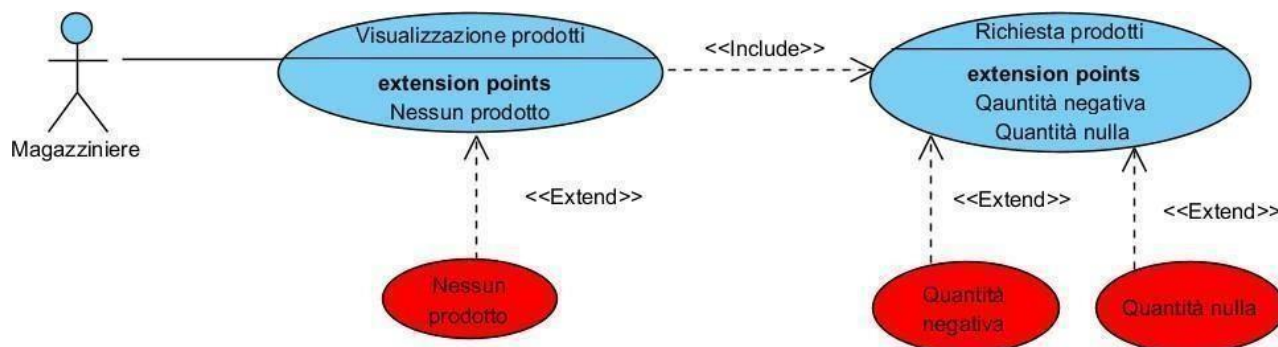 Visualizzazione prodotti
extension points
Nessun prodotto
<<Include>>
Richiesta prodotti
extension points
Qauntità negativa
Quantità nulla
Magazziniere
<<Extend>>
<<Extend>>
<<Extend>>
Nessun
prodotto
Quantità
negativa
Quantità nulla